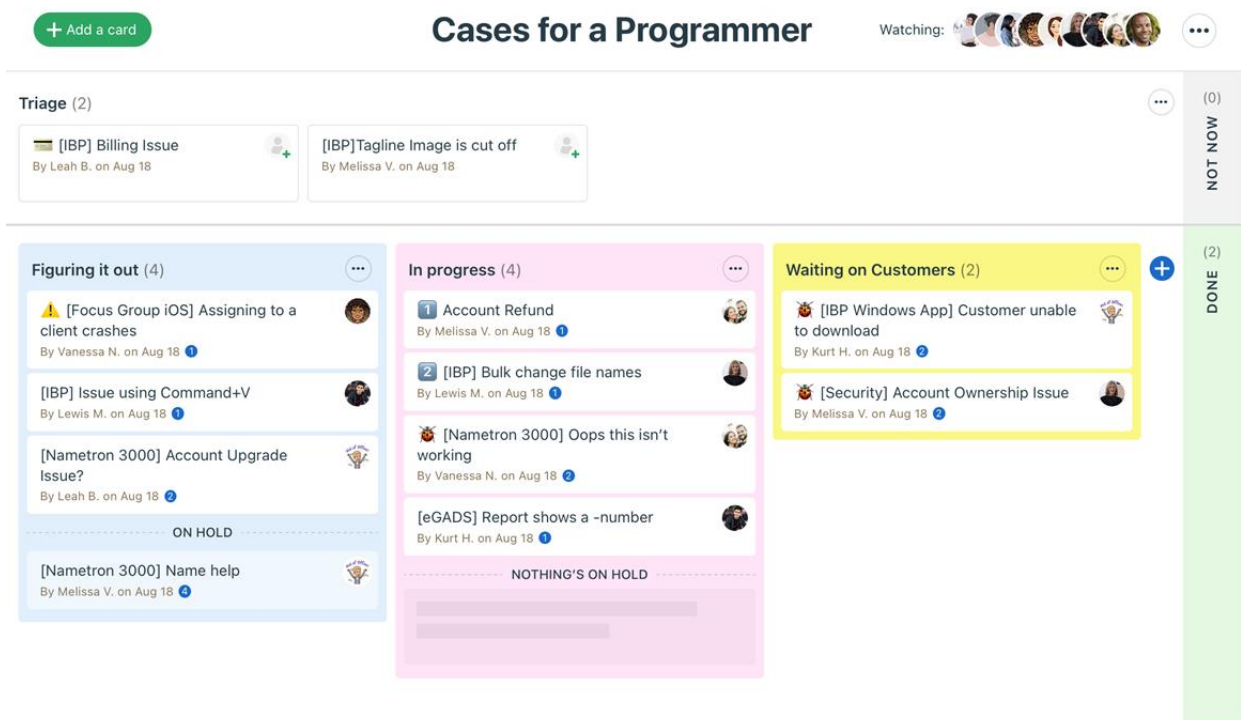 + Add a card
Cases for a Programmer
Watching:
Triage (2)
[IBP] Billing Issue
By Leah B. on Aug 18
[IBP]Tagline Image is cut off
By Melissa V. on Aug 18
(0)
NOT NOW
Figuring it out (4)
[Focus Group iOS] Assigning to a
client crashes
By Vanessa N. on Aug 18 1
[IBP] Issue using Command+V
By Lewis M. on Aug 18 1
[Nametron 3000] Account Upgrade
Issue?
By Leah B. on Aug 18 2
ON HOLD
[Nametron 3000] Name help
By Melissa V. on Aug 18 4
In progress (4)
1 Account Refund
By Melissa V. on Aug 18 1
2 [IBP] Bulk change file names
By Lewis M. on Aug 18 1
[Nametron 3000] Oops this isn't
working
By Vanessa N. on Aug 18 2
[eGADS] Report shows a -number
By Kurt H. on Aug 18 1
NOTHING'S ON HOLD
Waiting on Customers (2)
[IBP Windows App] Customer unable
to download
By Kurt H. on Aug 18 2
[Security] Account Ownership Issue
By Melissa V. on Aug 18 2
(2)
DONE